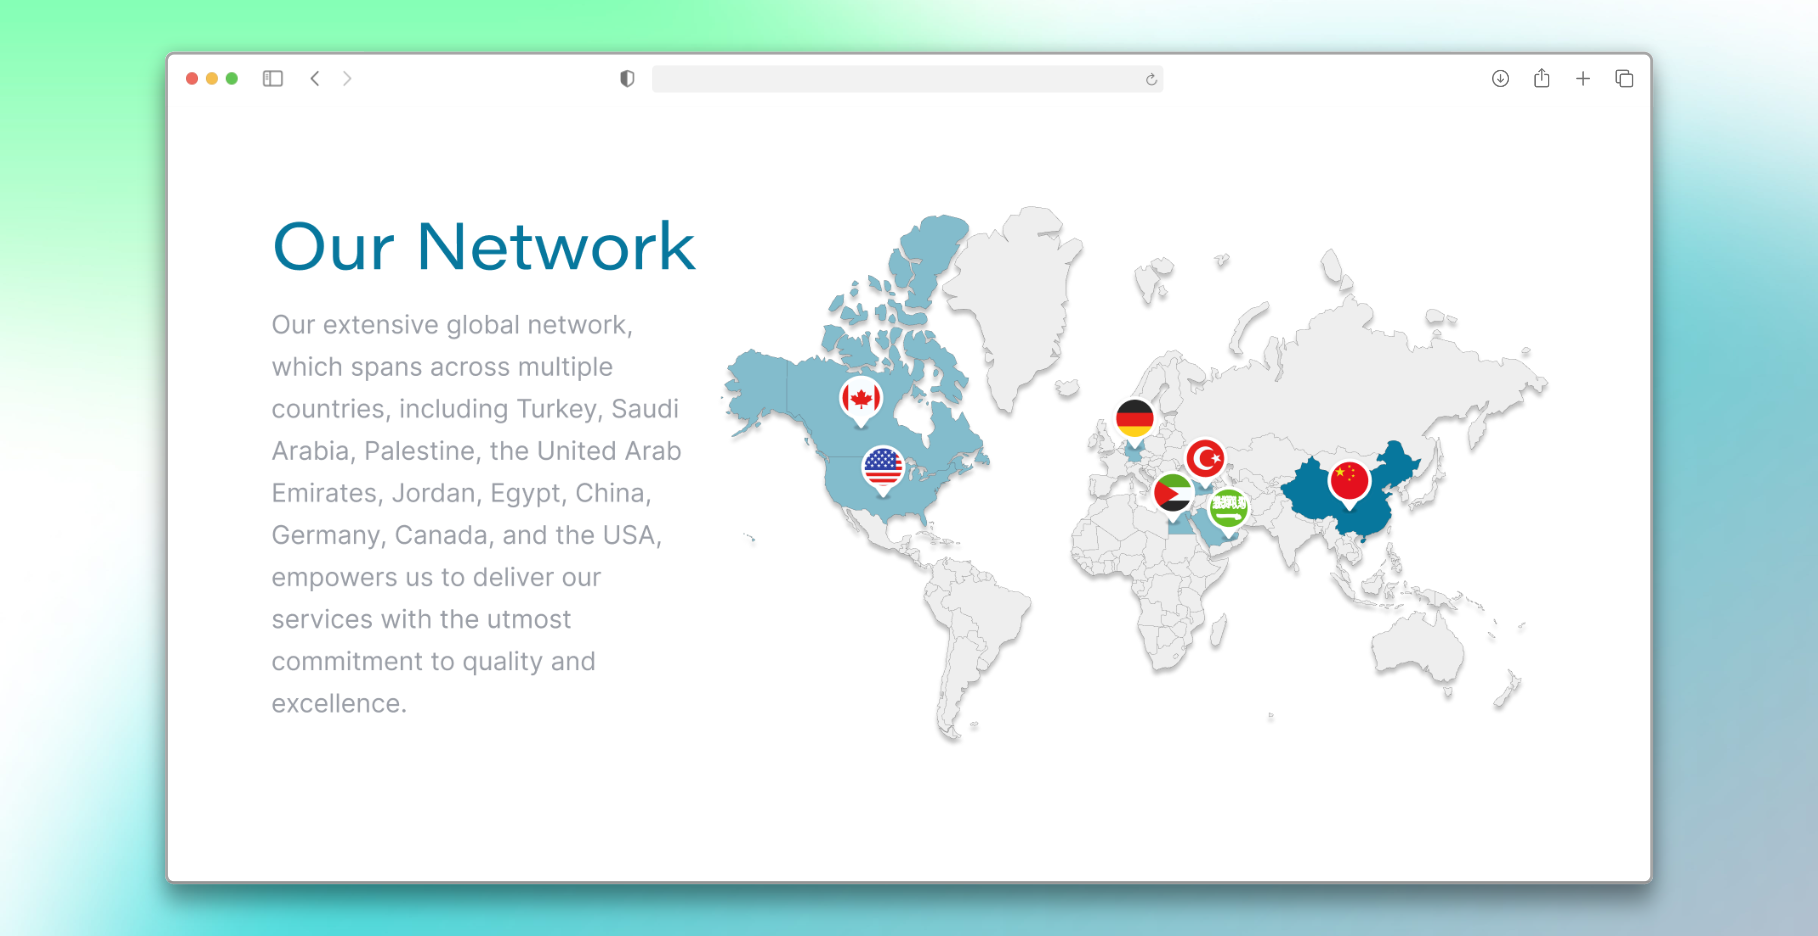 Our Network
Our extensive global network,
which spans across multiple
countries, including Turkey, Saudi
Arabia, Palestine, the United Arab
Emirates, Jordan, Egypt, China,
Germany, Canada, and the USA,
empowers us to deliver our
services with the utmost
commitment to quality and
excellence.